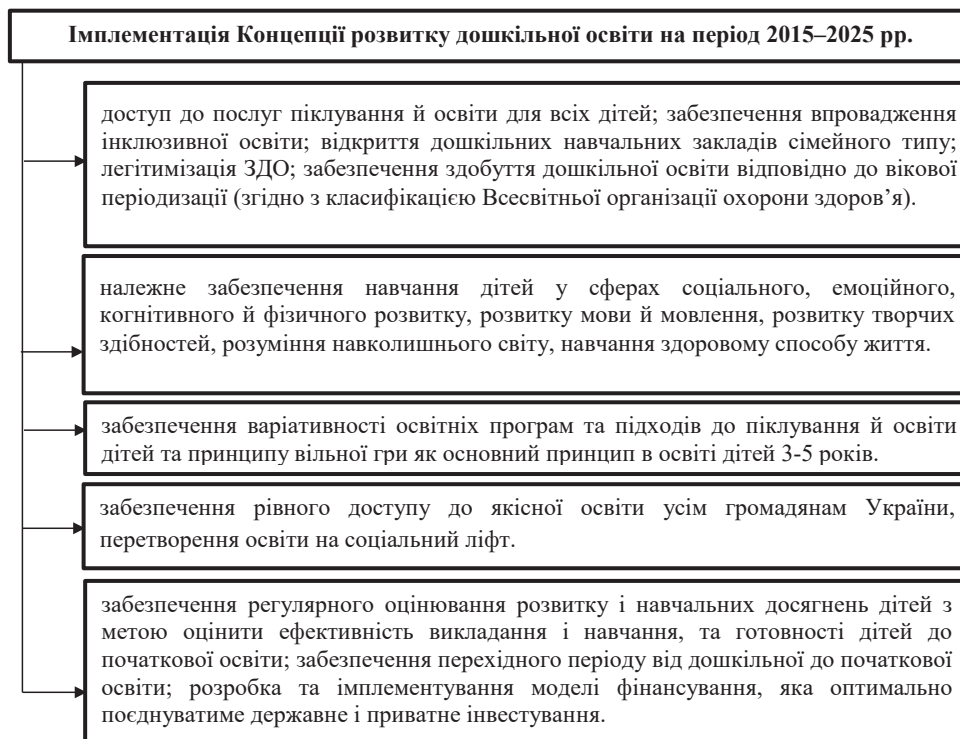 Імплементація Концепції розвитку дошкільної освіти на період 2015–2025 рр.
доступ до послуг піклування й освіти для всіх дітей; забезпечення впровадження
інклюзивної освіти; відкриття дошкільних навчальних закладів сімейного типу;
легітимізація ЗДО; забезпечення здобуття дошкільної освіти відповідно до вікової
періодизації (згідно з класифікацією Всесвітньої організації охорони здоров’я).
належне забезпечення навчання дітей у сферах соціального, емоційного,
когнітивного й фізичного розвитку, розвитку мови й мовлення, розвитку творчих
здібностей, розуміння навколишнього світу, навчання здоровому способу життя.
забезпечення варіативності освітніх програм та підходів до піклування й освіти
дітей та принципу вільної гри як основний принцип в освіті дітей 3-5 років.
забезпечення рівного доступу до якісної освіти усім громадянам України,
перетворення освіти на соціальний ліфт.
забезпечення регулярного оцінювання розвитку і навчальних досягнень дітей з
метою оцінити ефективність викладання і навчання, та готовності дітей до
початкової освіти; забезпечення перехідного періоду від дошкільної до початкової
освіти; розробка та імплементування моделі фінансування, яка оптимально
поєднуватиме державне і приватне інвестування.